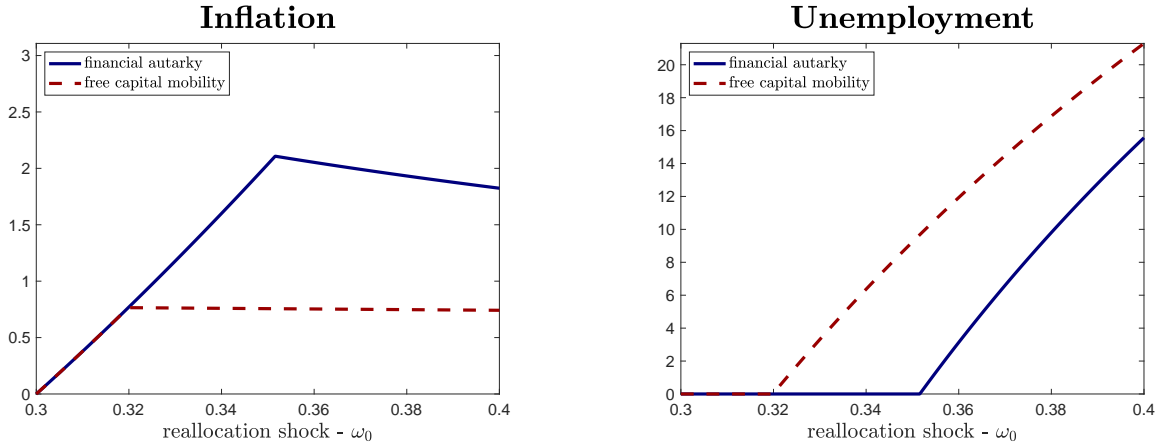 Inflation
financial autarky
free capital mobility
3
2.5
2
1.5
1
0.5
0
0.3 0.32 0.34 0.36 0.38 0.4
reallocation shock - ω₀
Unemployment
financial autarky
free capital mobility
20
18
16
14
12
10
8
6
4
2
0
0.3 0.32 0.34 0.36 0.38 0.4
reallocation shock - ω₀